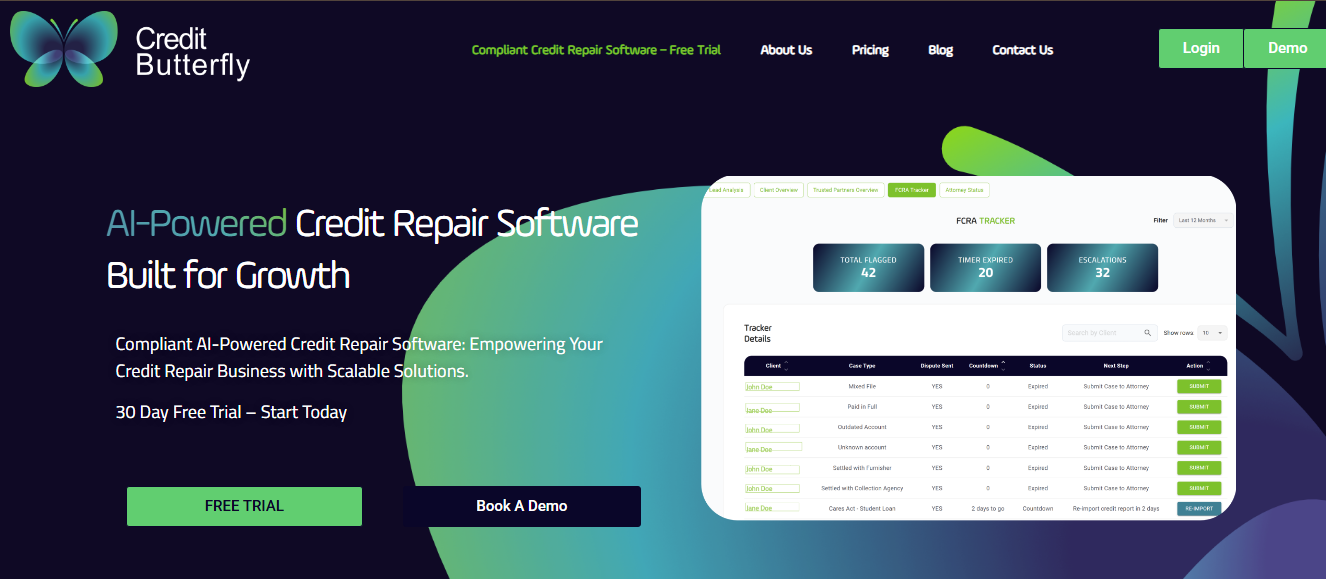 Credit
Butterfly
Compliant Credit Repair Software – Free Trial
About Us
Pricing
Blog
Contact Us
Login
Demo
AI-Powered Credit Repair Software
Built for Growth
Compliant AI-Powered Credit Repair Software: Empowering Your
Credit Repair Business with Scalable Solutions.
30 Day Free Trial – Start Today
FREE TRIAL
Book A Demo
Lead Analysis
Client Overview
Trusted Partners Overview
FCRA Tracker
Attorney Status
FCRA TRACKER
Filter
Last 12 Months
TOTAL FLAGGED
42
TIMER EXPIRED
20
ESCALATIONS
32
Tracker
Details
Search by Client
Show rows
10
Client Case Type Dispute Sent Countdown Status Next Step Action
John Doe Mixed File YES 0 Expired Submit Case to Attorney SUBMIT
Jane Doe Paid in Full YES 0 Expired Submit Case to Attorney SUBMIT
John Doe Outdated Account YES 0 Expired Submit Case to Attorney SUBMIT
Jane Doe Unknown account YES 0 Expired Submit Case to Attorney SUBMIT
John Doe Settled with Furnisher YES 0 Expired Submit Case to Attorney SUBMIT
John Doe Settled with Collection Agency YES 0 Expired Submit Case to Attorney SUBMIT
Jane Doe Cares Act - Student Loan YES 2 days to go Countdown Re-import credit report in 2 days RE-IMPORT